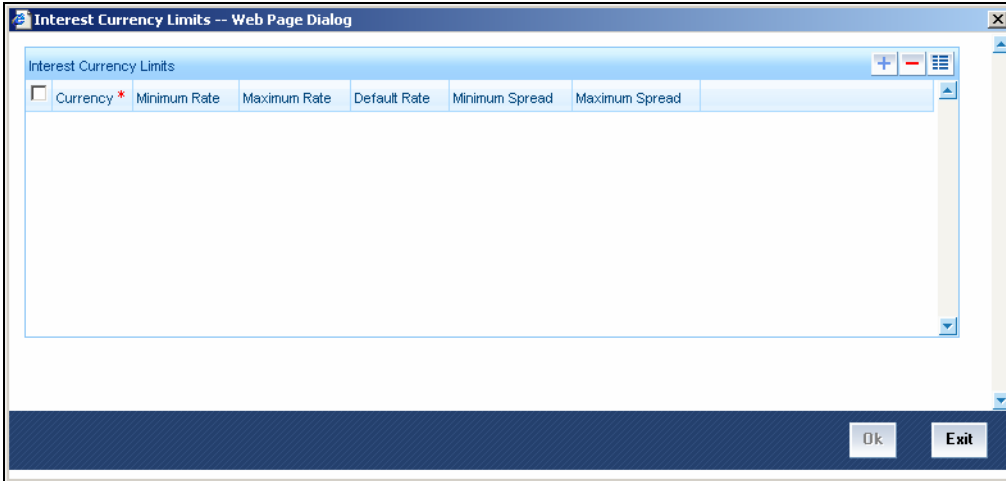 Interest Currency Limits -- Web Page Dialog
Interest Currency Limits
Currency * Minimum Rate Maximum Rate Default Rate Minimum Spread Maximum Spread
Ok Exit